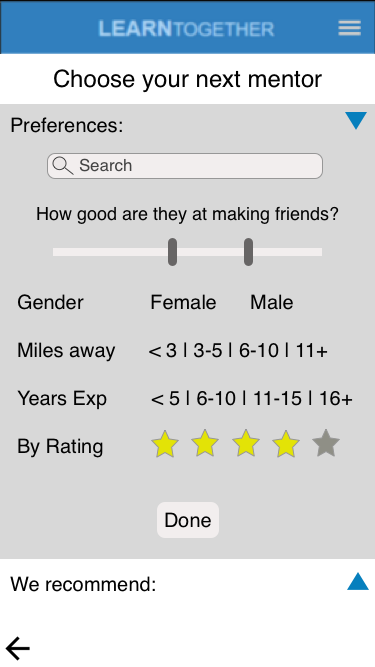 LEARNTOGETHER
Choose your next mentor
Preferences:
Search
How good are they at making friends?
Gender Female Male
Miles away < 3 | 3-5 | 6-10 | 11+
Years Exp < 5 | 6-10 | 11-15 | 16+
By Rating
Done
We recommend: